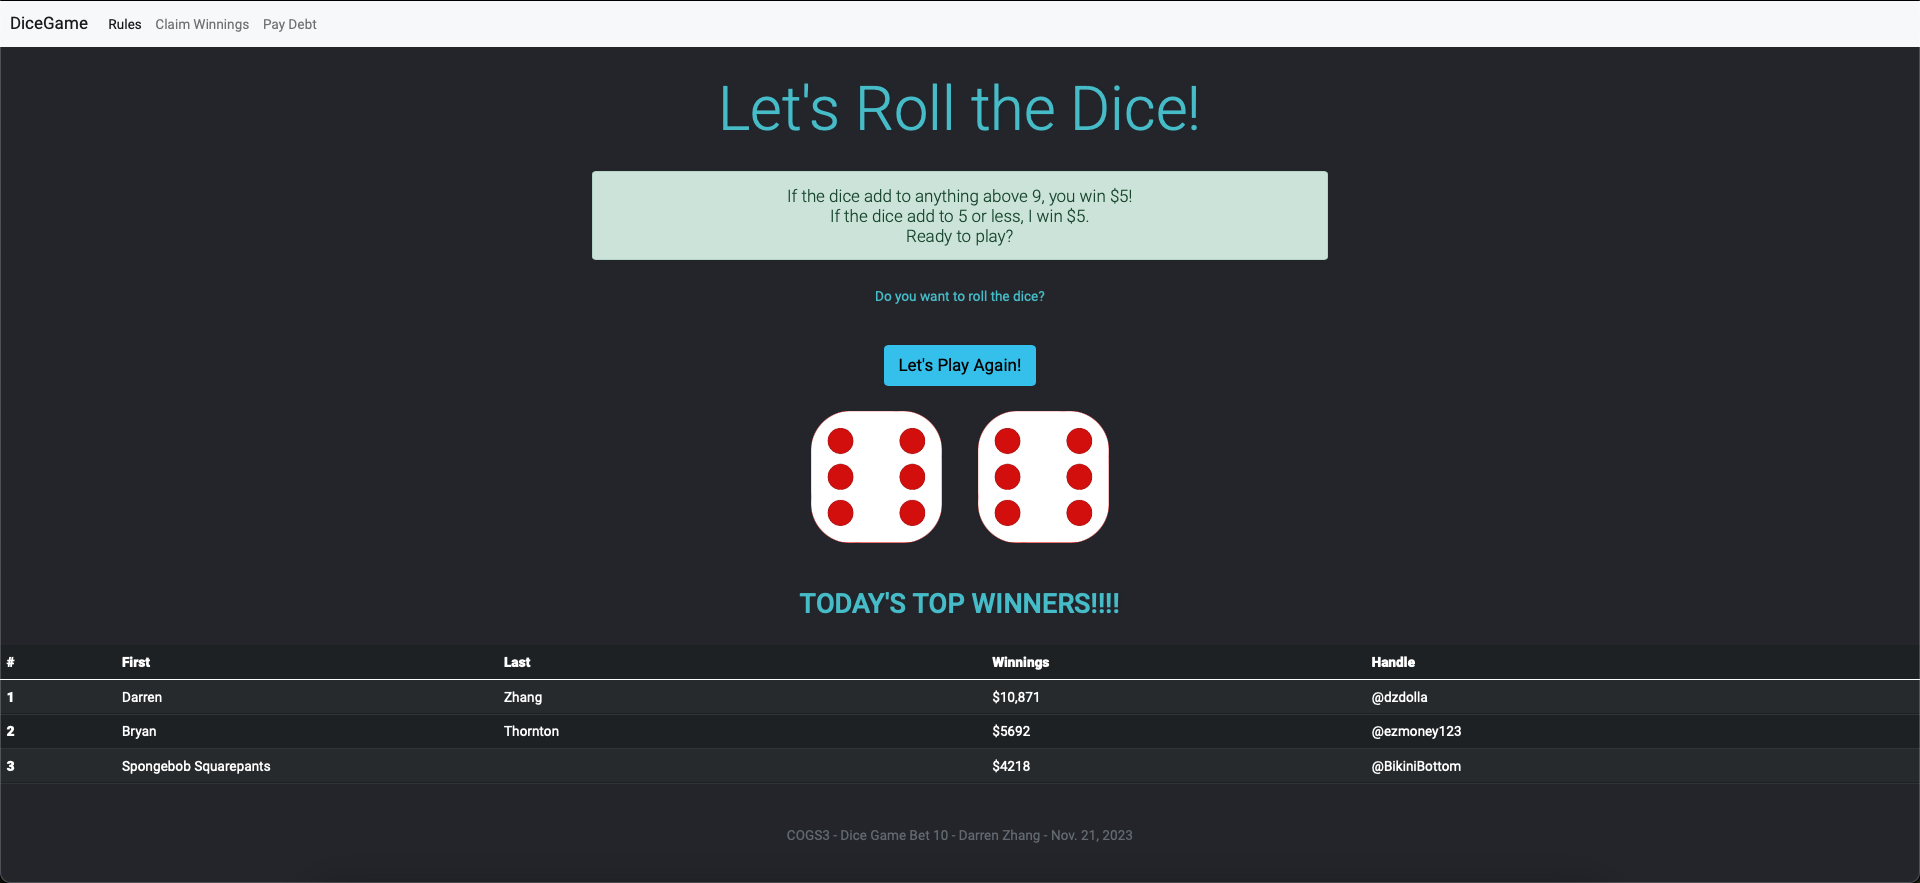 DiceGame Rules Claim Winnings Pay Debt
Let's Roll the Dice!
If the dice add to anything above 9, you win $5!
If the dice add to 5 or less, I win $5.
Ready to play?
Do you want to roll the dice?
Let's Play Again!
TODAY'S TOP WINNERS!!!!
# First Last Winnings Handle
1 Darren Zhang $10,871 @dzdolla
2 Bryan Thornton $5692 @ezmoney123
3 Spongebob Squarepants $4218 @BikiniBottom
COGS3 - Dice Game Bet 10 - Darren Zhang - Nov. 21, 2023